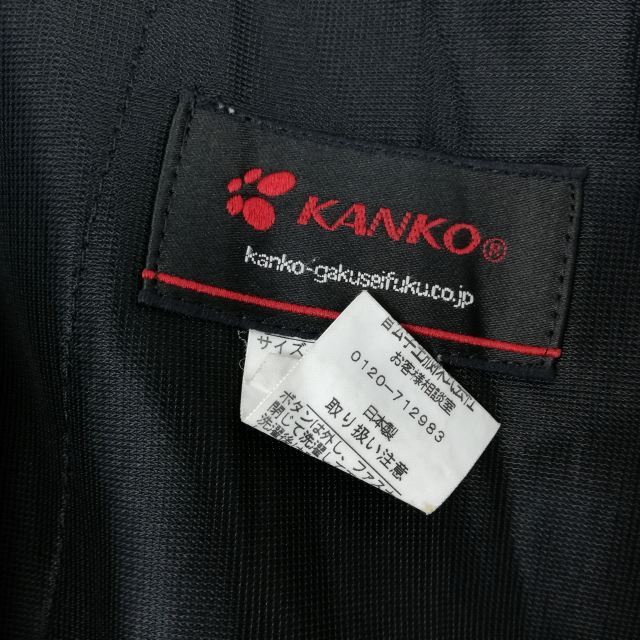 KANKO®
kanko-gakuseifuku.co.jp
サイズ
お客様相談室
0120-712983
日本製
取り扱い注意
ボタンは外し、ファス
閉じて洗濯